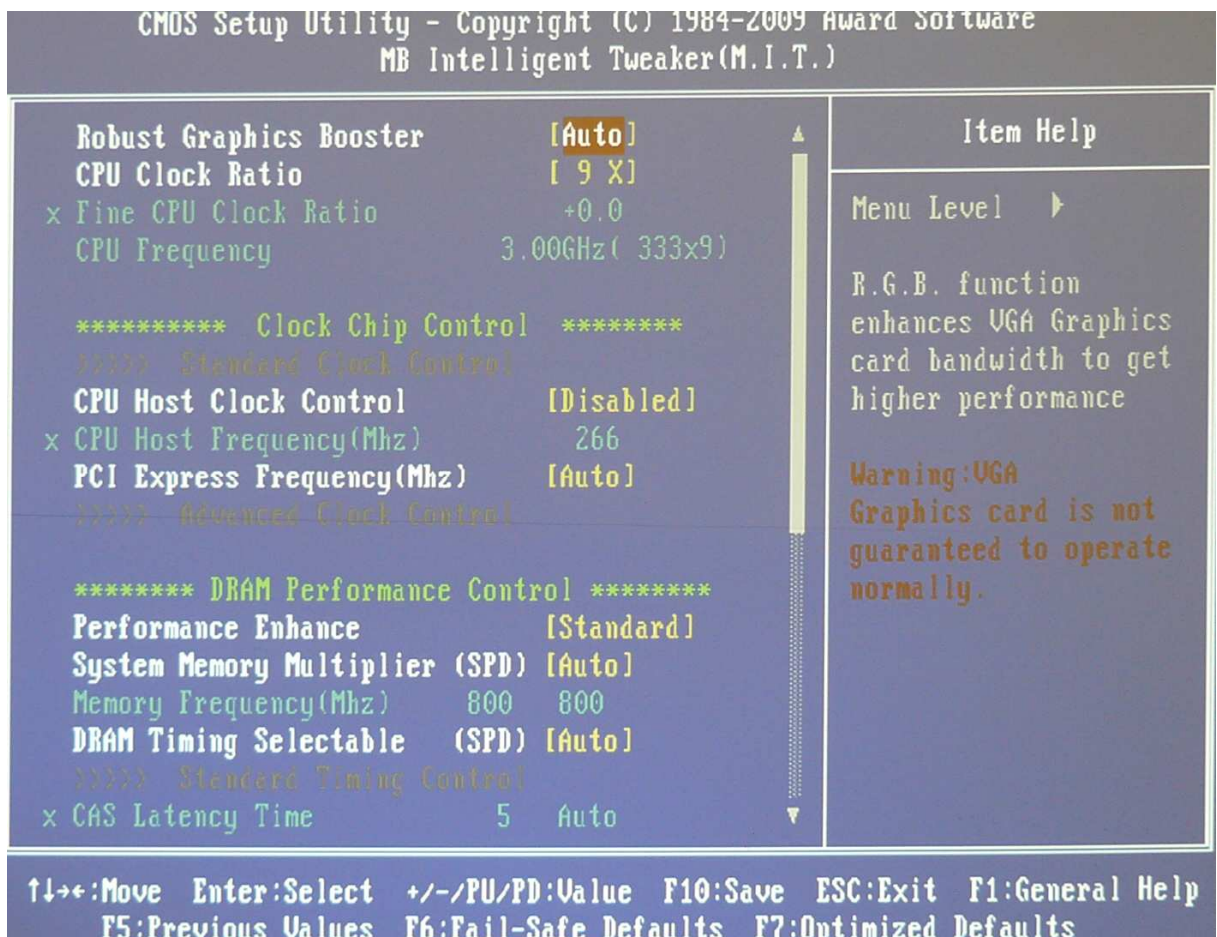 CMOS Setup Utility - Copyright (C) 1984-2009 Award Software
MB Intelligent Tweaker(M.I.T.)
Robust Graphics Booster [Auto]
CPU Clock Ratio [ 9 X]
x Fine CPU Clock Ratio +0.0
CPU Frequency 3.00GHz( 333x9)
********** Clock Chip Control ********
>>>>> Standard Clock Control
CPU Host Clock Control [Disabled]
x CPU Host Frequency(Mhz) 266
PCI Express Frequency(Mhz) [Auto]
>>>>> Advanced Clock Control
******** DRAM Performance Control ********
Performance Enhance [Standard]
System Memory Multiplier (SPD) [Auto]
Memory Frequency(Mhz) 800 800
DRAM Timing Selectable (SPD) [Auto]
>>>>> Standard Timing Control
x CAS Latency Time 5 Auto
Item Help
Menu Level
R.G.B. function
enhances VGA Graphics
card bandwidth to get
higher performance
Warning:VGA
Graphics card is not
guaranteed to operate
normally.
↑↓→←:Move Enter:Select +/-/PU/PD:Value F10:Save ESC:Exit F1:General Help
F5:Previous Values F6:Fail-Safe Defaults F7:Optimized Defaults